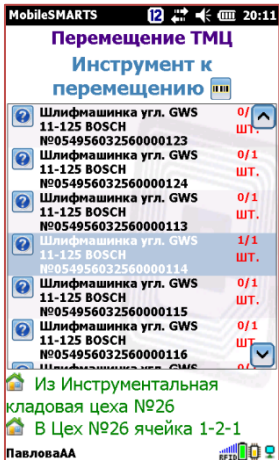 MobileSMARTS 12 20:11
Перемещение ТМЦ
Инструмент к
перемещению
Шлифмашинка угл. GWS 0/
11-125 BOSCH ШТ.
№054956032560000123
Шлифмашинка угл. GWS 0/1
11-125 BOSCH ШТ.
№054956032560000124
Шлифмашинка угл. GWS 0/1
11-125 BOSCH ШТ.
№054956032560000113
Шлифмашинка угл. GWS 1/1
11-125 BOSCH ШТ.
№054956032560000114
Шлифмашинка угл. GWS 0/1
11-125 BOSCH ШТ.
№054956032560000115
Шлифмашинка угл. GWS 0/1
11-125 BOSCH ШТ.
№054956032560000116
Шлифмашинка угл. GWS
Из Инструментальная
кладовая цеха №26
В Цех №26 ячейка 1-2-1
ПавловаАА RFID